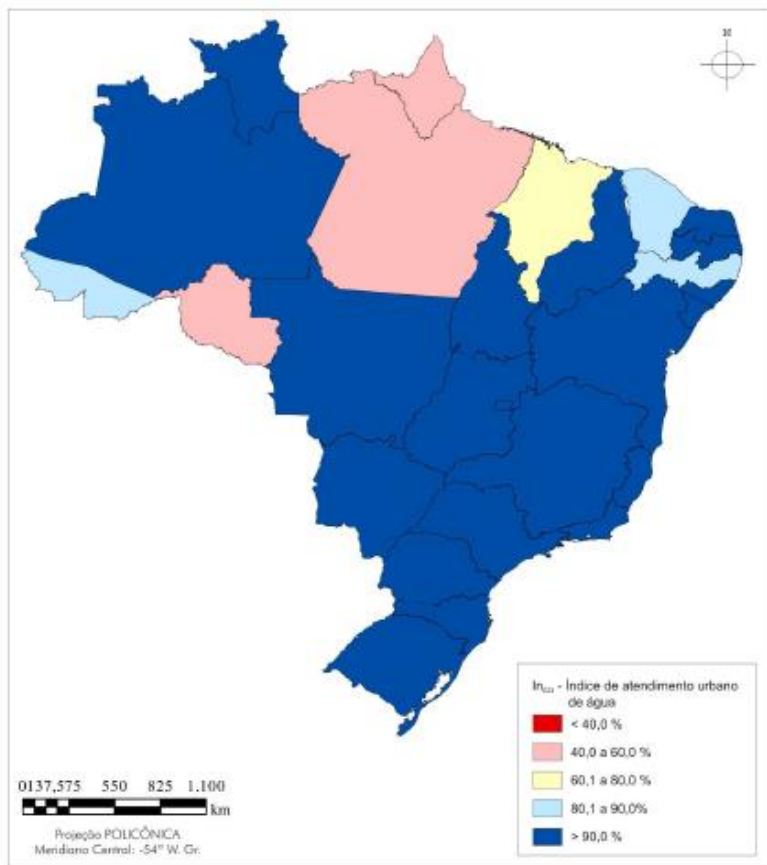 N
In₀₂₃ - Índice de atendimento urbano
de água
< 40,0 %
40,0 a 60,0 %
60,1 a 80,0 %
80,1 a 90,0%
> 90,0 %
0137,575 550 825 1.100
km
Projeção POLICÔNICA
Meridiano Central: -54° W. Gr.